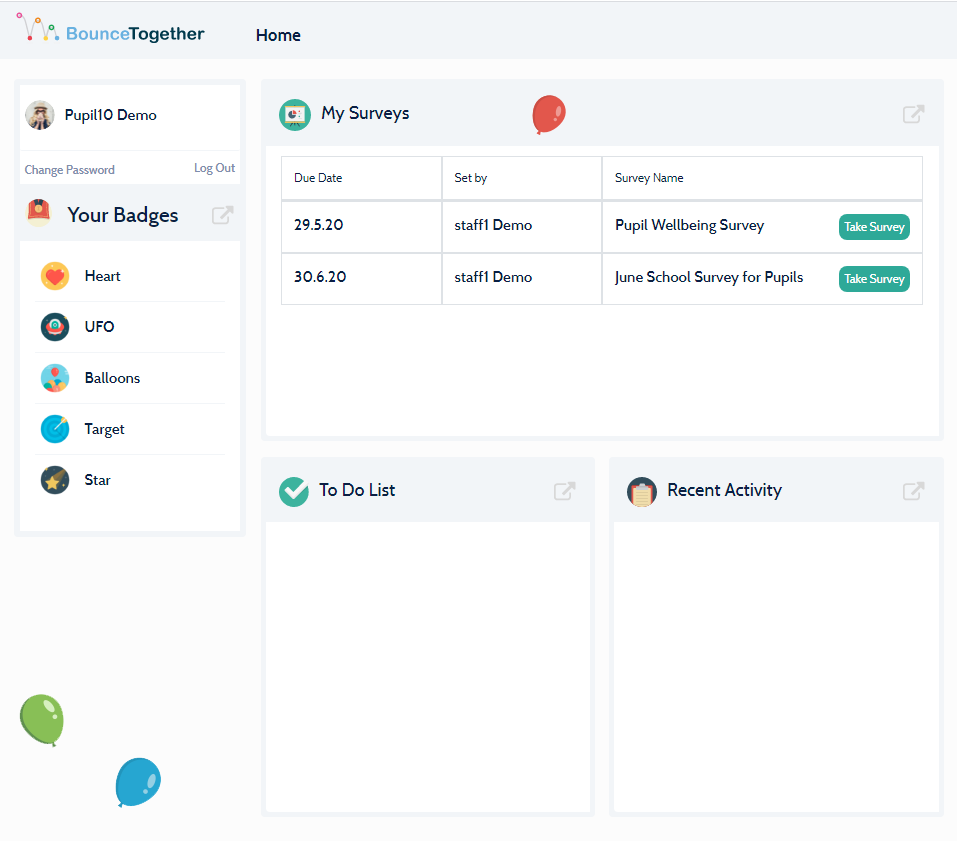 BounceTogether
Home
Pupil10 Demo
Change Password
Log Out
Your Badges
Heart
UFO
Balloons
Target
Star
My Surveys
Due Date
Set by
Survey Name
29.5.20
staff1 Demo
Pupil Wellbeing Survey
Take Survey
30.6.20
staff1 Demo
June School Survey for Pupils
Take Survey
To Do List
Recent Activity